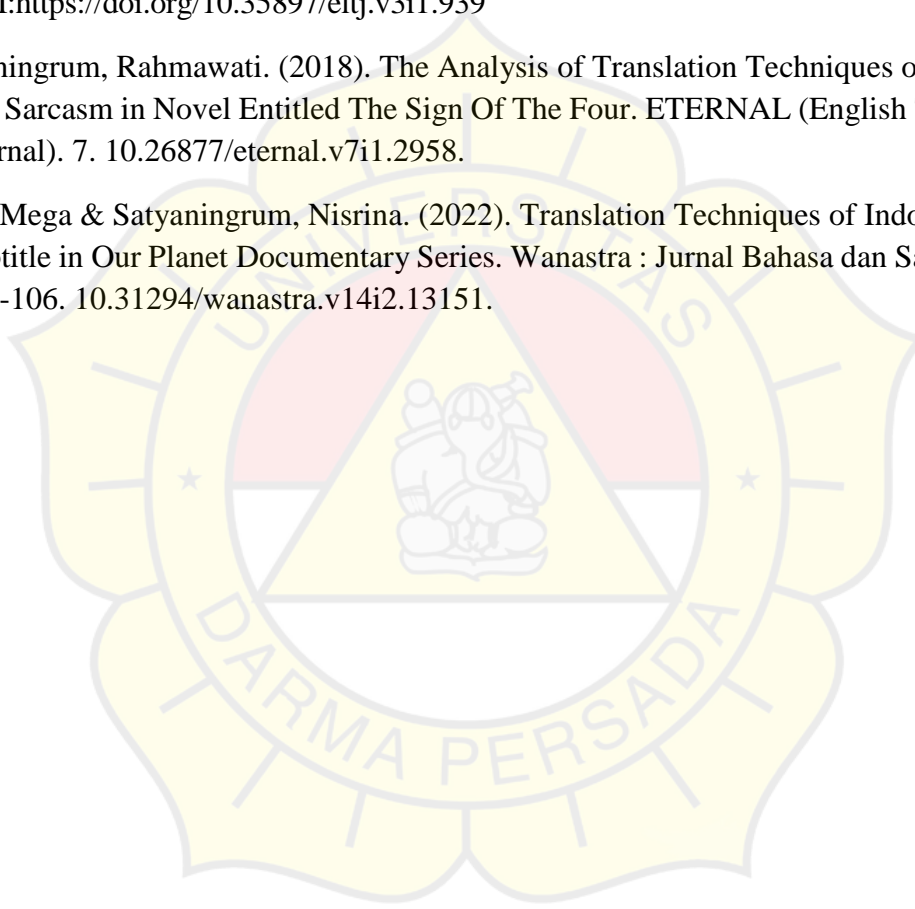 I:https://doi.org/10.35897/eltj.v3i1.939
ningrum, Rahmawati. (2018). The Analysis of Translation Techniques o
Sarcasm in Novel Entitled The Sign Of The Four. ETERNAL (English
rnal). 7. 10.26877/eternal.v7i1.2958.
Mega & Satyaningrum, Nisrina. (2022). Translation Techniques of Indo
otitle in Our Planet Documentary Series. Wanastra : Jurnal Bahasa dan Sa
-106. 10.31294/wanastra.v14i2.13151.
UNIVERSITAS
DARMA PERSADA